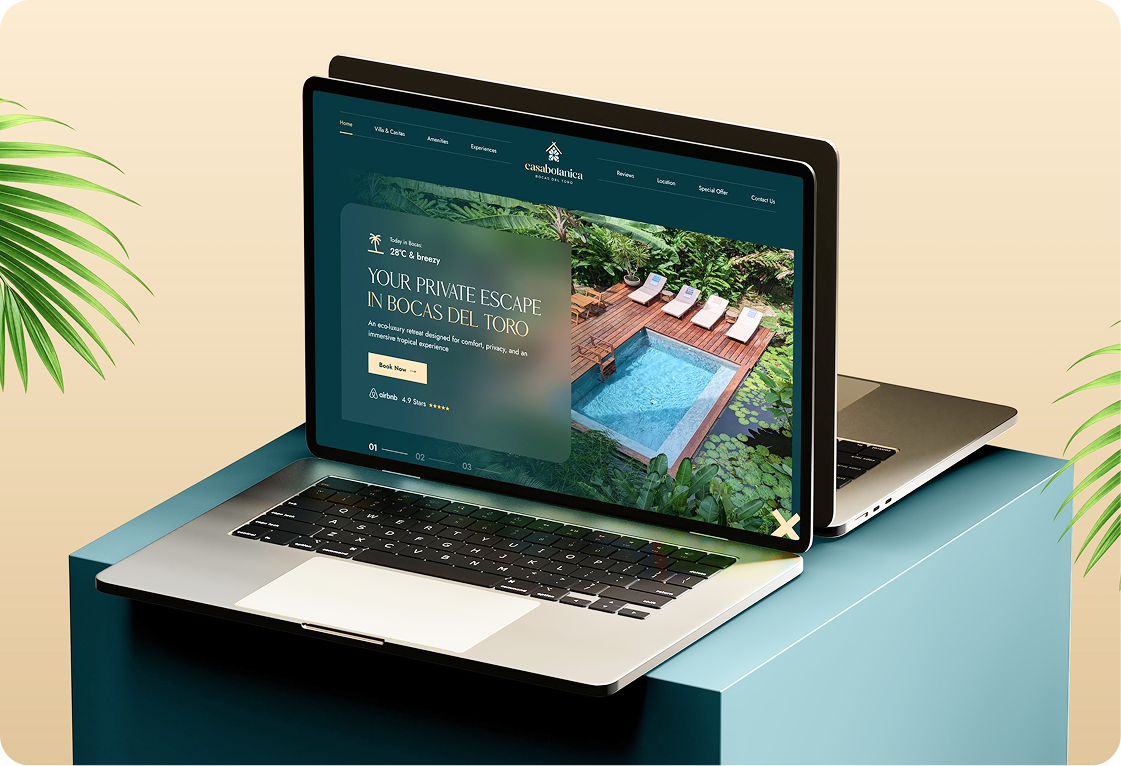 Home
Villa & Casitas
Amenities
Experiences
casabotanica
BOCAS DEL TORO
Reviews
Location
Special Offer
Contact Us
Today in Bocas:
28°C & breezy
YOUR PRIVATE ESCAPE
IN BOCAS DEL TORO
An eco-luxury retreat designed for comfort, privacy, and an
immersive tropical experience
Book Now →
airbnb 4.9 Stars ★★★★★
01
02
03
Q W E R T Y U I O P
A S D F G H J K L
Z X C V B N M